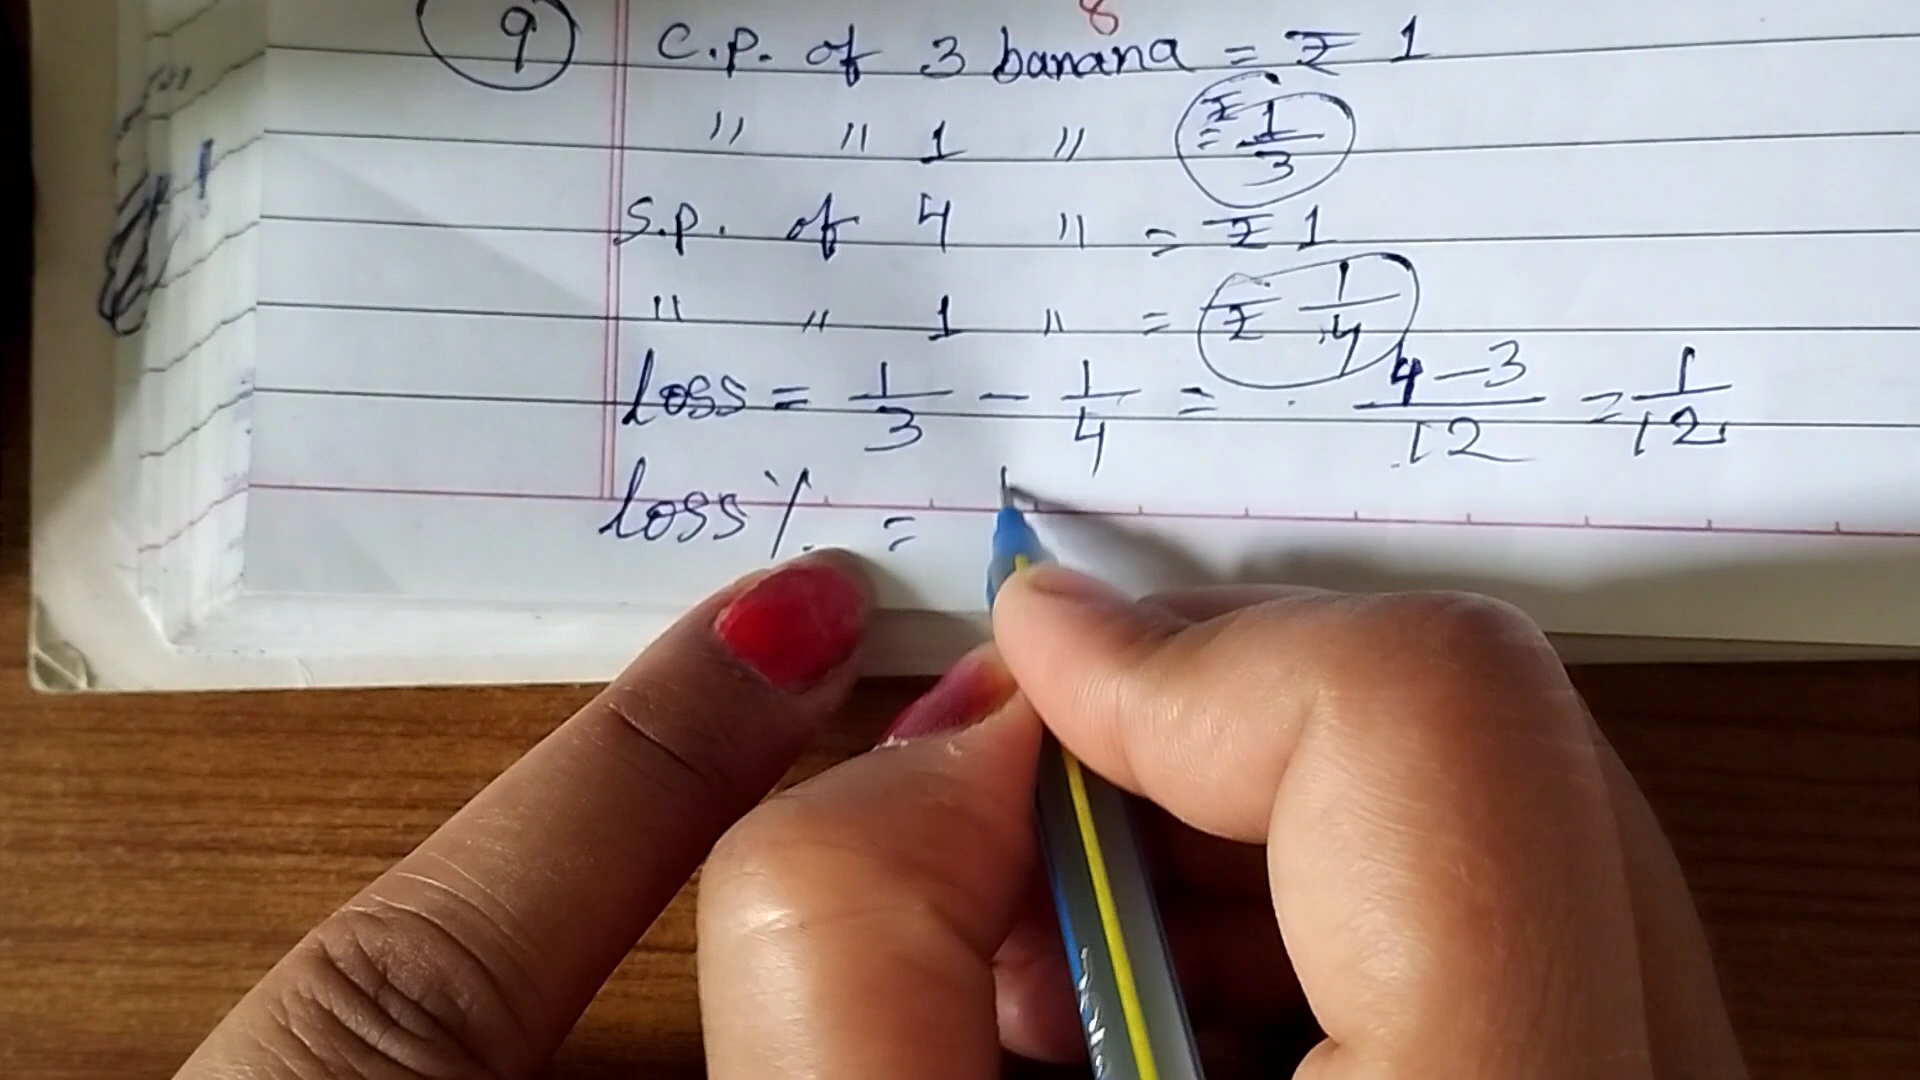 8
9 C.P. of 3 banana = ₹ 1
" " 1 " = ₹ 1/3
S.P. of 4 " = ₹ 1
" " 1 " = ₹ 1/4
Loss = 1/3 - 1/4 = 4-3/12 = 1/12
Loss% =